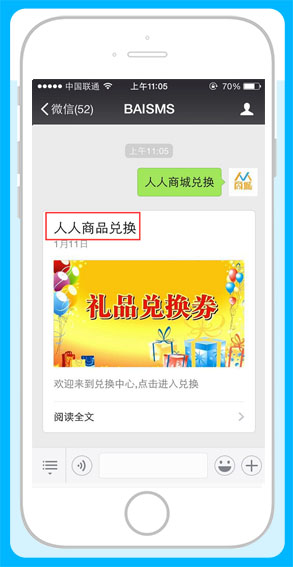 中国联通 上午11:05 70%
微信(52) BAISMS
上午11:05
人人商城兑换
人人商品兑换
1月11日
礼品兑换券
欢迎来到兑换中心,点击进入兑换
阅读全文